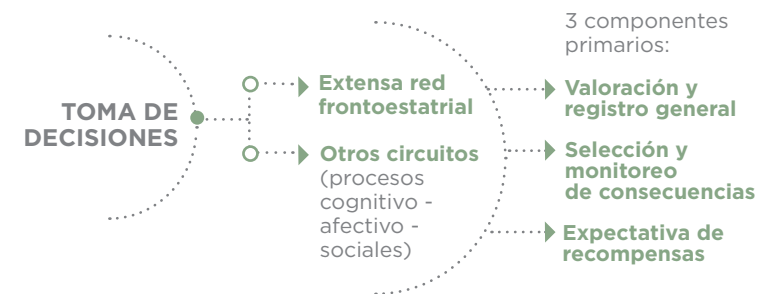 TOMA DE
DECISIONES
Extensa red
frontoestatrial
Otros circuitos
(procesos
cognitivo -
afectivo -
sociales)
3 componentes
primarios:
Valoración y
registro general
Selección y
monitoreo
de consecuencias
Expectativa de
recompensas